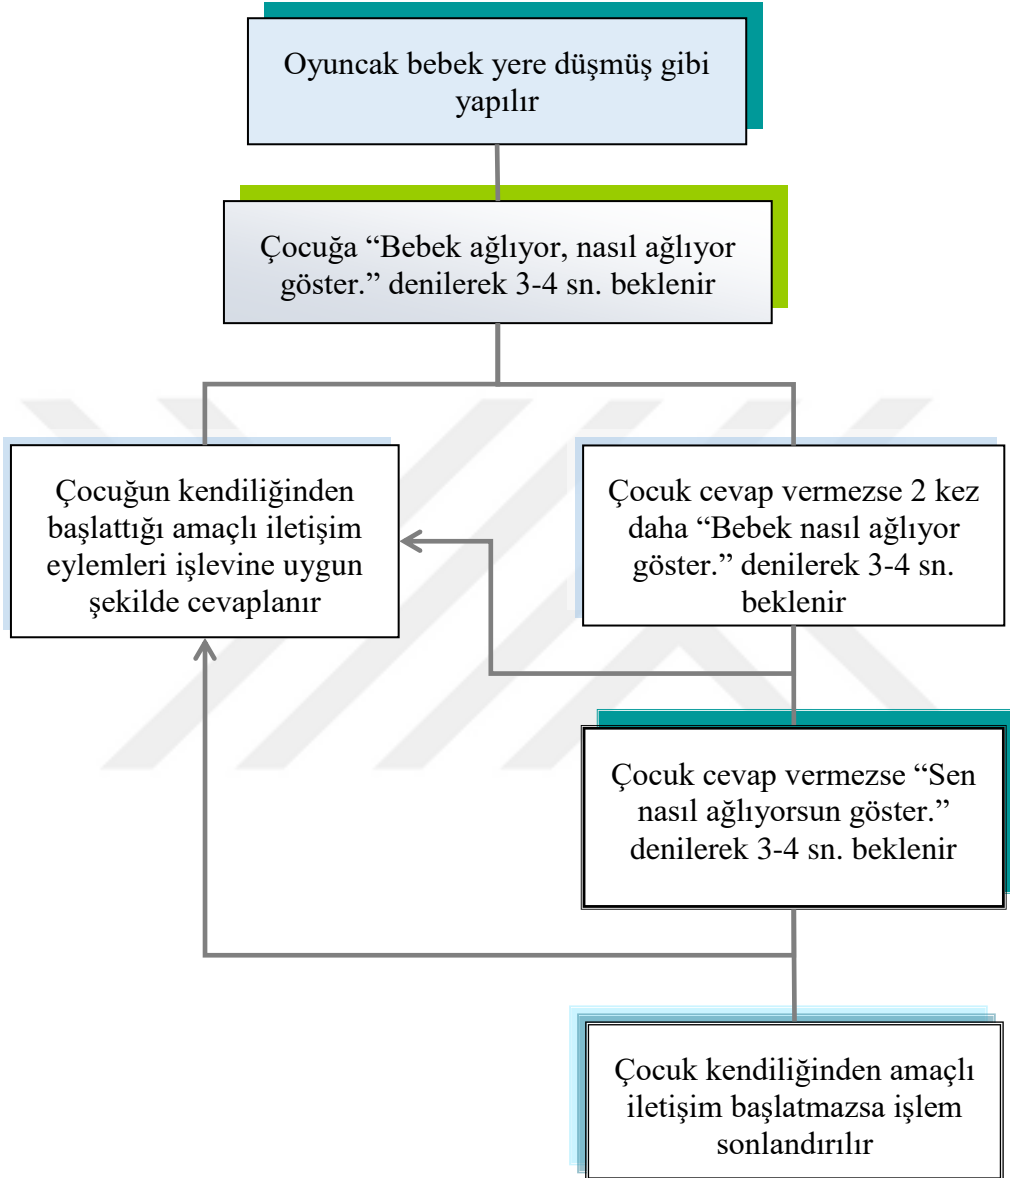 Oyuncak bebek yere düşmüş gibi
yapılır
Çocuğa “Bebek ağlıyor, nasıl ağlıyor
göster.” denilerek 3-4 sn. beklenir
Çocuğun kendiliğinden
başlattığı amaçlı iletişim
eylemleri işlevine uygun
şekilde cevaplanır
Çocuk cevap vermezse 2 kez
daha “Bebek nasıl ağlıyor
göster.” denilerek 3-4 sn.
beklenir
Çocuk cevap vermezse “Sen
nasıl ağlıyorsun göster.”
denilerek 3-4 sn. beklenir
Çocuk kendiliğinden amaçlı
iletişim başlatmazsa işlem
sonlandırılır